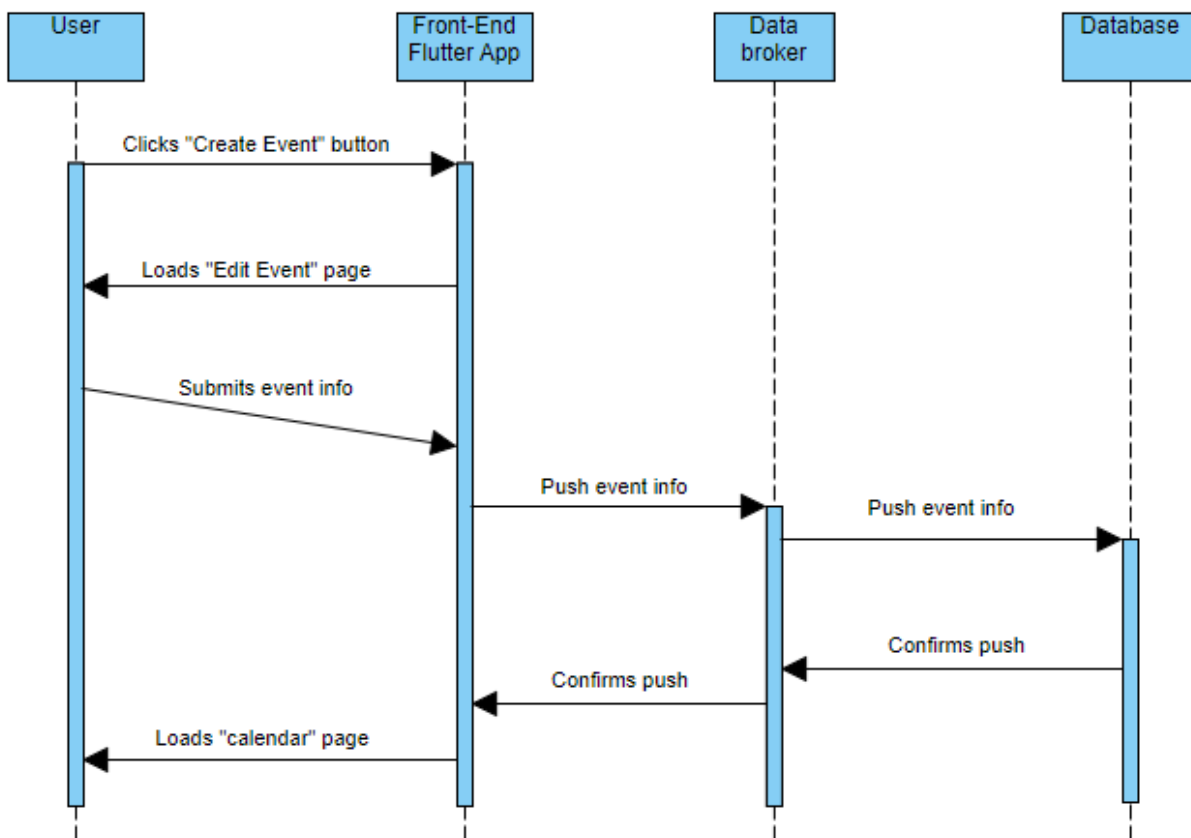 User
Front-End
Flutter App
Data
broker
Database
Clicks "Create Event" button
Loads "Edit Event" page
Submits event info
Push event info
Push event info
Confirms push
Confirms push
Loads "calendar" page